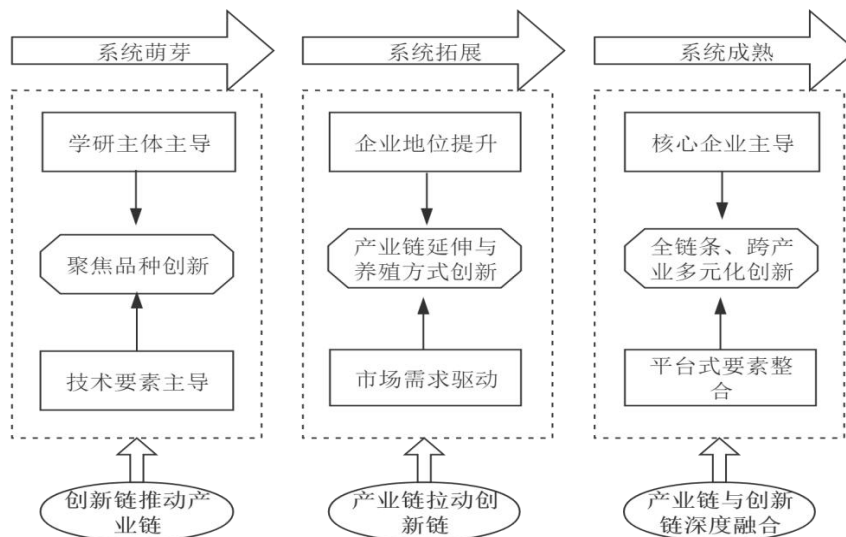 系统萌芽
系统拓展
系统成熟
学研主体主导
企业地位提升
核心企业主导
聚焦品种创新
产业链延伸与
养殖方式创新
全链条、跨产
业多元化创新
技术要素主导
市场需求驱动
平台式要素整
合
创新链推动产
业链
产业链拉动创
新链
产业链与创新
链深度融合